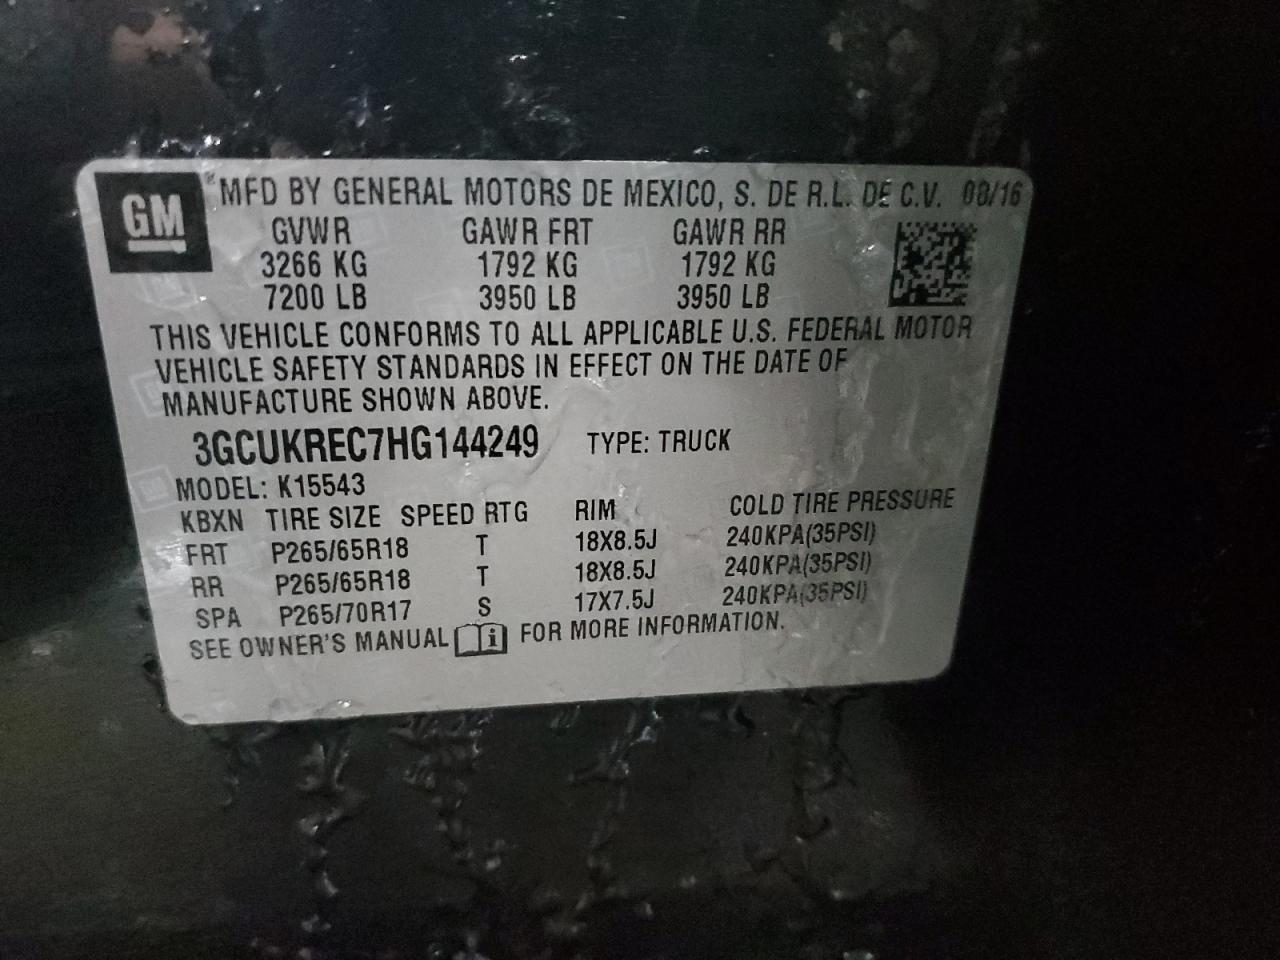 GM
MFD BY GENERAL MOTORS DE MEXICO, S. DE R.L. DE C.V. 08/16
GVWR GAWR FRT GAWR RR
3266 KG 1792 KG 1792 KG
7200 LB 3950 LB 3950 LB
THIS VEHICLE CONFORMS TO ALL APPLICABLE U.S. FEDERAL MOTOR
VEHICLE SAFETY STANDARDS IN EFFECT ON THE DATE OF
MANUFACTURE SHOWN ABOVE.
3GCUKREC7HG144249 TYPE: TRUCK
MODEL: K15543
KBXN TIRE SIZE SPEED RTG RIM COLD TIRE PRESSURE
FRT P265/65R18 T 18X8.5J 240KPA(35PSI)
RR P265/65R18 T 18X8.5J 240KPA(35PSI)
SPA P265/70R17 S 17X7.5J 240KPA(35PSI)
SEE OWNER'S MANUAL i FOR MORE INFORMATION.